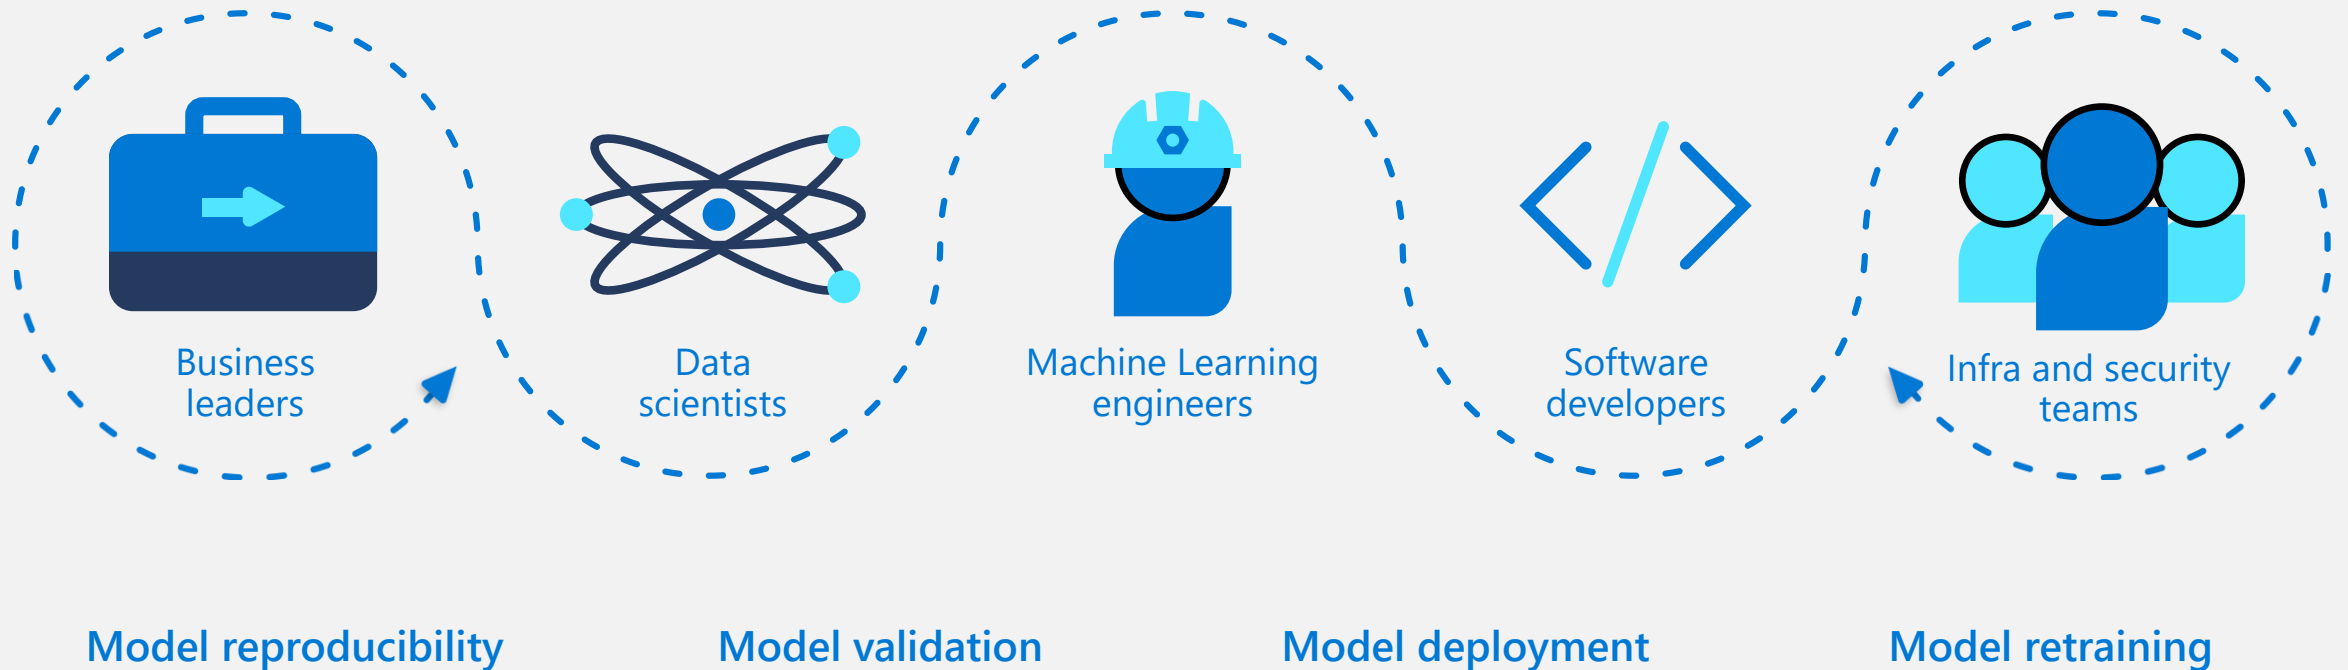 Business
leaders
Data
scientists
Machine Learning
engineers
Software
developers
Infra and security
teams
Model reproducibility
Model validation
Model deployment
Model retraining